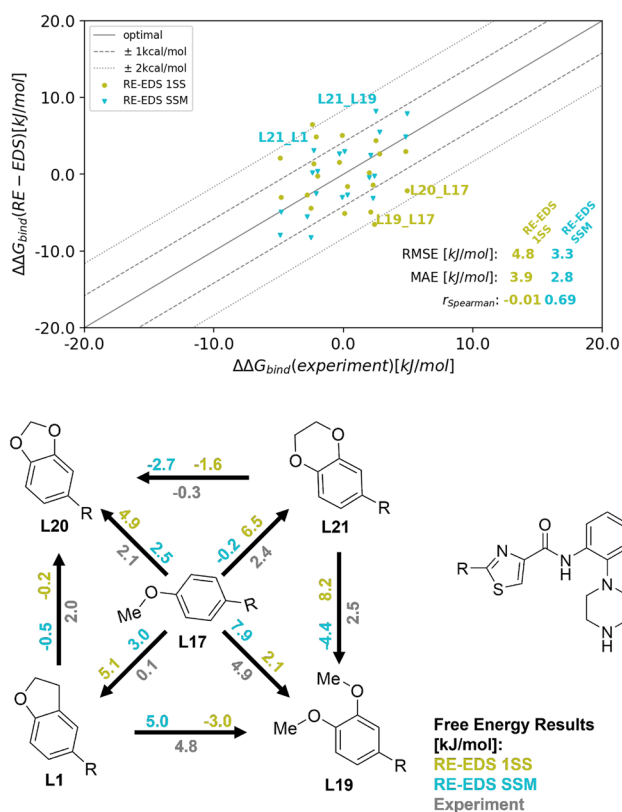 20.0
10.0
0.0
-10.0
-20.0
ΔΔG_bind(RE − EDS)[kJ/mol]
optimal
± 1kcal/mol
± 2kcal/mol
RE-EDS 1SS
RE-EDS SSM
L21_L19
L21_L1
L20_L17
L19_L17
RE-EDS 1SS
RE-EDS SSM
RMSE [kJ/mol]: 4.8 3.3
MAE [kJ/mol]: 3.9 2.8
r_Spearman: -0.01 0.69
-20.0 -10.0 0.0 10.0 20.0
ΔΔG_bind(experiment)[kJ/mol]
O
O
R
L20
-2.7 -1.6
-0.3
O
O
R
L21
4.9
2.5
2.1
-0.2
6.5
2.4
-0.2
-0.5
2.0
Me
O
R
L17
8.2
-4.4
2.5
5.1
3.0
0.1
7.9
2.1
4.9
O
R
L1
5.0 -3.0
4.8
Me
O
Me
O
R
L19
R
N
S
O
N
H
N
N
H
Free Energy Results
[kJ/mol]:
RE-EDS 1SS
RE-EDS SSM
Experiment